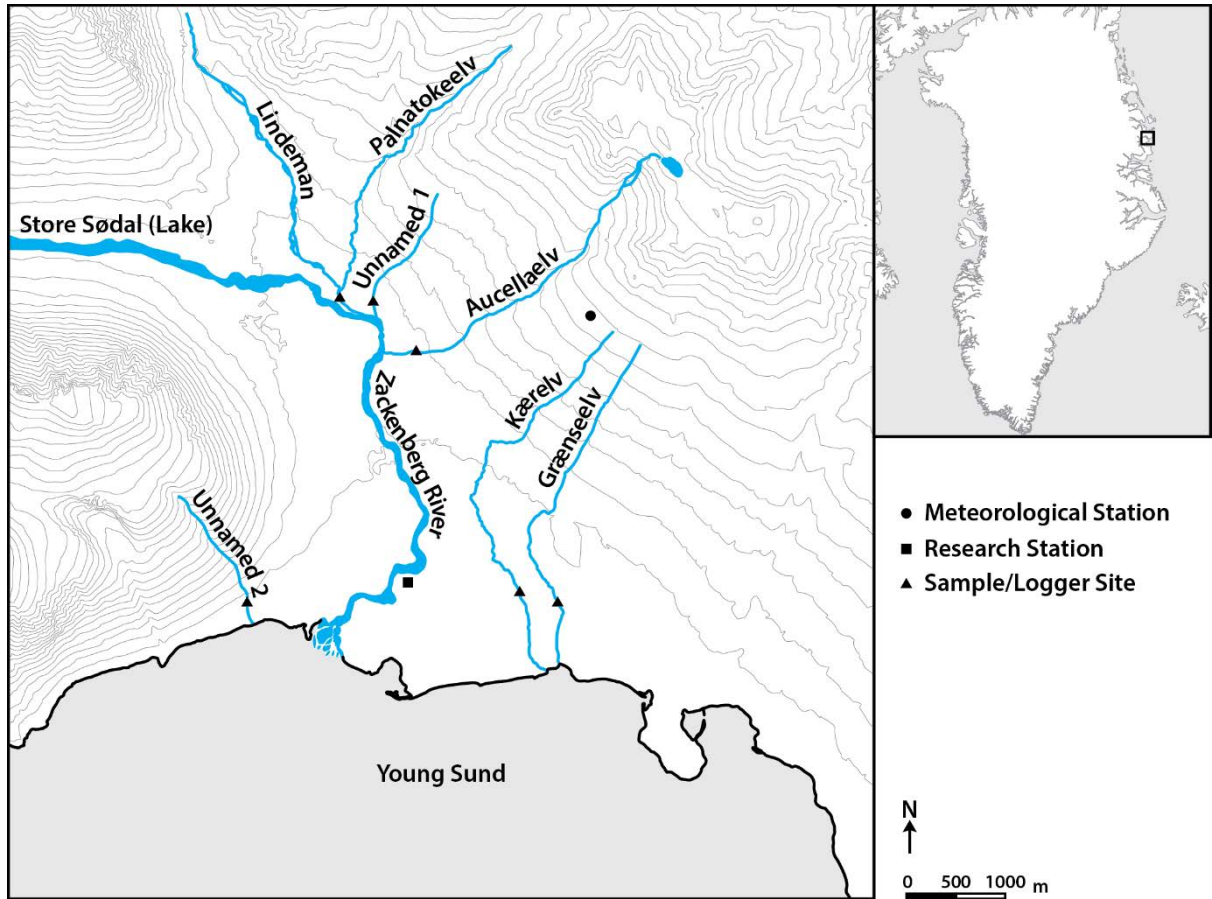 Lindeman
Palnatokeelv
Store Sødal (Lake)
Unnamed 1
Aucellaelv
Zackenberg River
Kærelv
Grænseelv
Unnamed 2
Young Sund
Meteorological Station
Research Station
Sample/Logger Site
N
0 500 1000 m